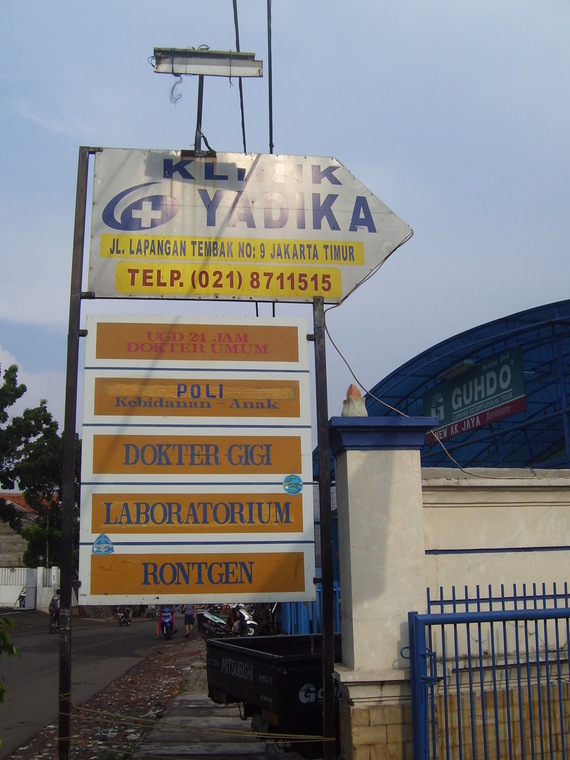 KLINIK
YADIKA
JL. LAPANGAN TEMBAK NO: 9 JAKARTA TIMUR
TELP. (021) 8711515
UGD 24 JAM
DOKTER UMUM
POLI
Kebidanan - Anak
DOKTER GIGI
LABORATORIUM
RONTGEN
GUHDO
NEW AK JAYA
MITSUBISHI